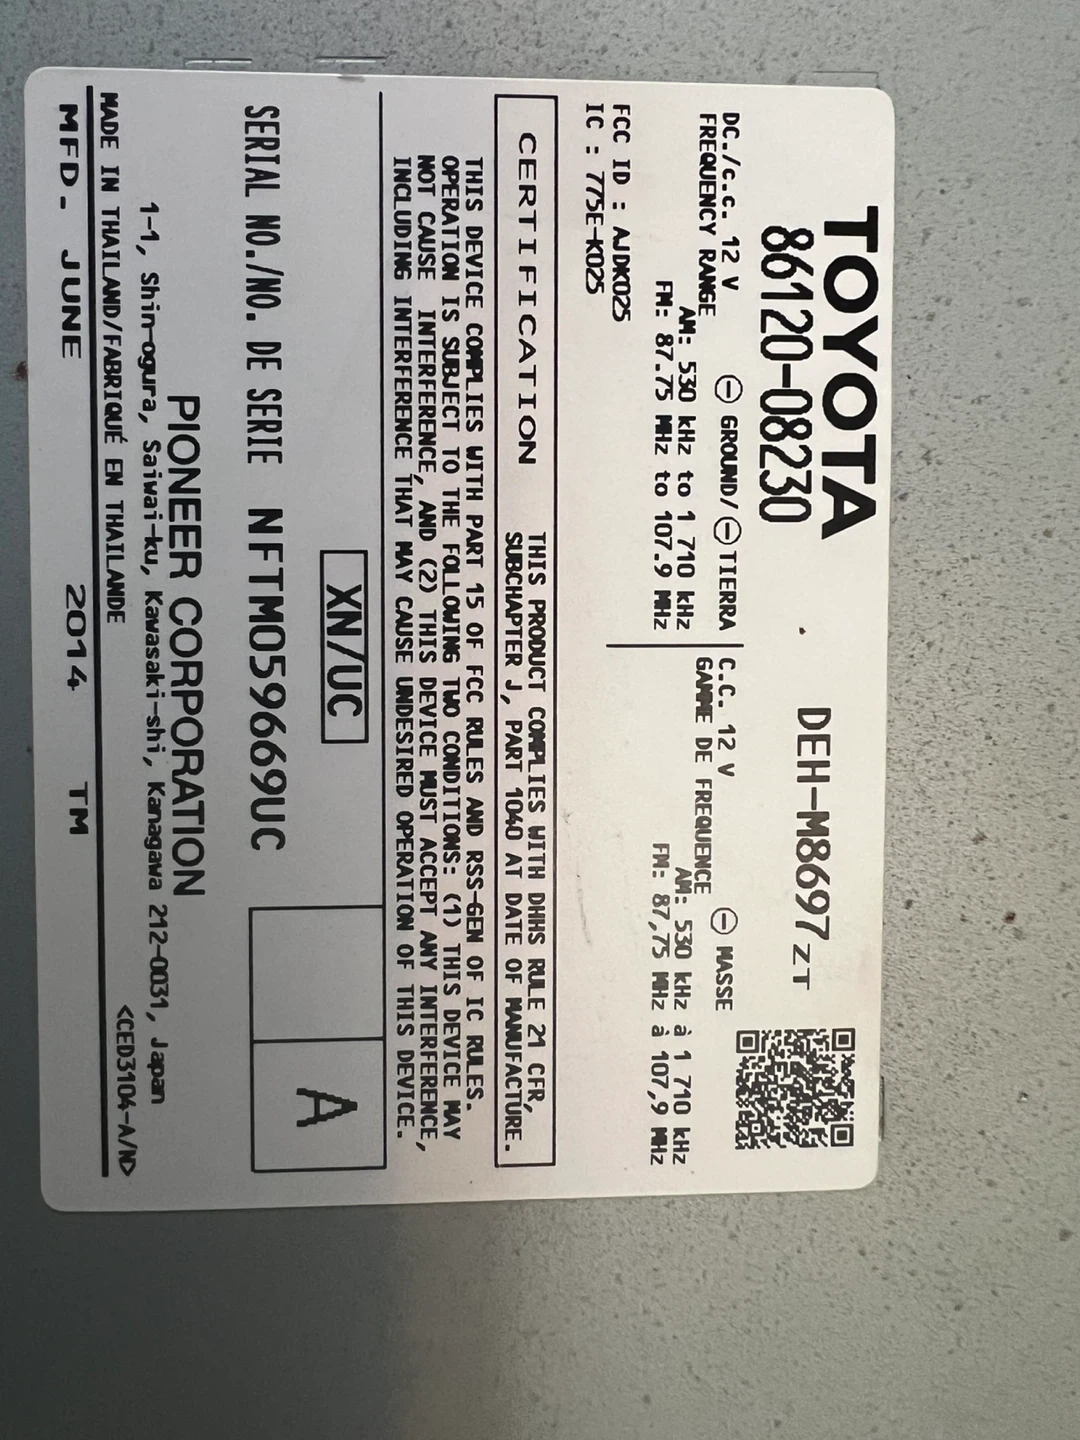 TOYOTA
86120-08230
DEH-M8697ZT
DC./c.c. 12 V ⊖ GROUND/⊖TIERRA
FREQUENCY RANGE
AM: 530 kHz to 1 710 kHz
FM: 87.75 MHz to 107.9 MHz
C.C. 12 V ⊖ MASSE
GAMME DE FREQUENCE
AM: 530 kHz à 1 710 kHz
FM: 87,75 MHz à 107,9 MHz
FCC ID : AJDK025
IC : 775E-K025
CERTIFICATION
THIS PRODUCT COMPLIES WITH DHHS RULE 21 CFR,
SUBCHAPTER J, PART 1040 AT DATE OF MANUFACTURE.
THIS DEVICE COMPLIES WITH PART 15 OF FCC RULES AND RSS-GEN OF IC RULES.
OPERATION IS SUBJECT TO THE FOLLOWING TWO CONDITIONS: (1) THIS DEVICE MAY
NOT CAUSE INTERFERENCE, AND (2) THIS DEVICE MUST ACCEPT ANY INTERFERENCE,
INCLUDING INTERFERENCE THAT MAY CAUSE UNDESIRED OPERATION OF THIS DEVICE.
XN/UC
A
SERIAL NO./NO. DE SERIE NFTM059669UC
PIONEER CORPORATION
1-1, Shin-ogura, Saiwai-ku, Kawasaki-shi, Kanagawa 212-0031, Japan
MADE IN THAILAND/FABRIQUÉ EN THAILANDE <CED3104-A/N>
MFD. JUNE 2014 TM